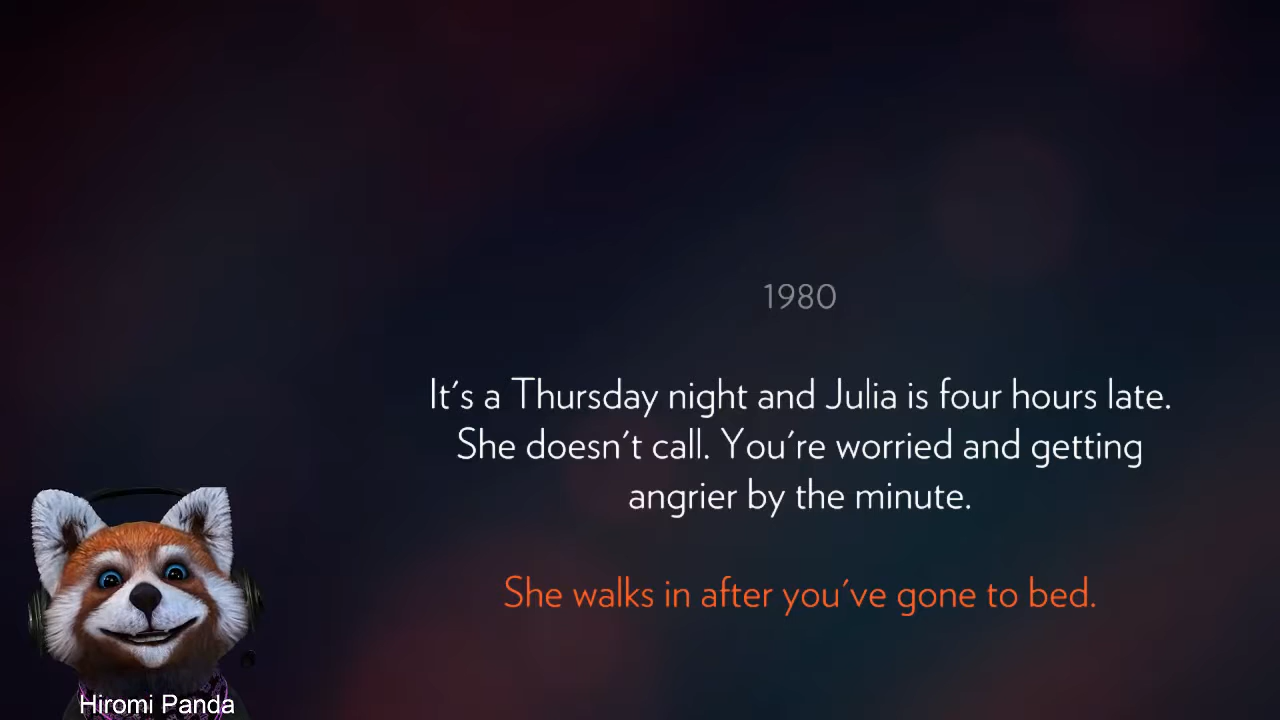 1980
It's a Thursday night and Julia is four hours late.
She doesn't call. You're worried and getting
angrier by the minute.
She walks in after you've gone to bed.
Hiromi Panda